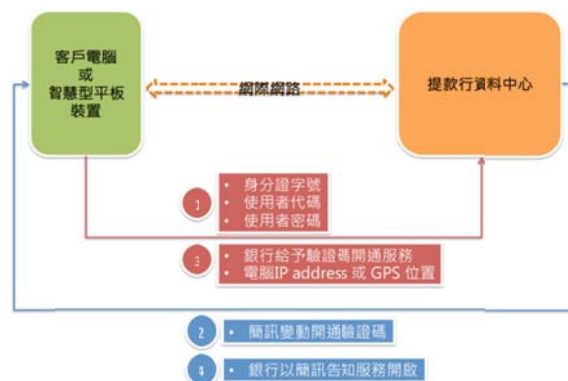 客戶電腦
或
智慧型平板
裝置
網際網路
提款行資料中心
1
• 身分證字號
• 使用者代碼
• 使用者密碼
3
• 銀行給予驗證碼開通服務
• 電腦IP address 或 GPS 位置
2
• 簡訊變動開通驗證碼
4
• 銀行以簡訊告知服務開啟